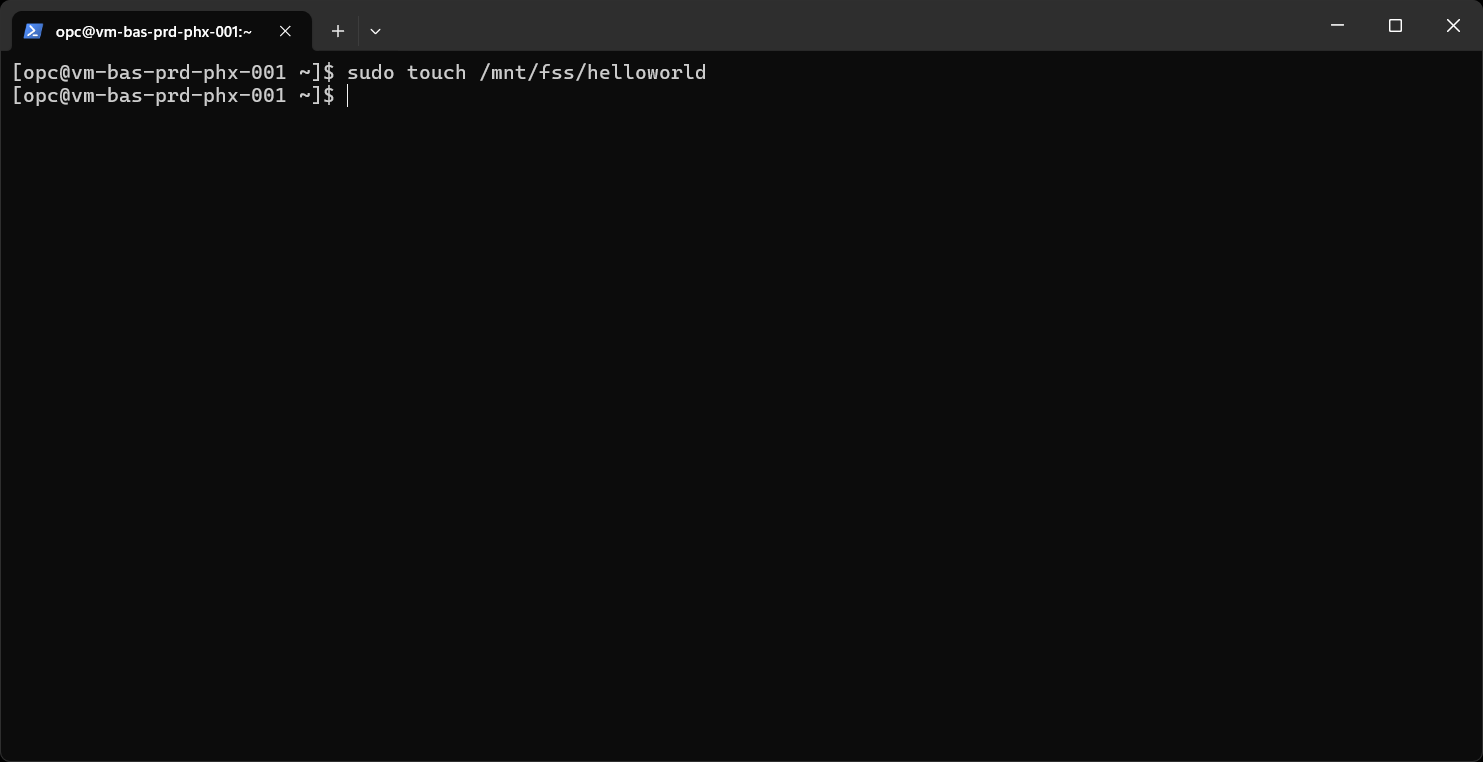 opc@vm-bas-prd-phx-001:~
[opc@vm-bas-prd-phx-001 ~]$ sudo touch /mnt/fss/helloworld
[opc@vm-bas-prd-phx-001 ~]$